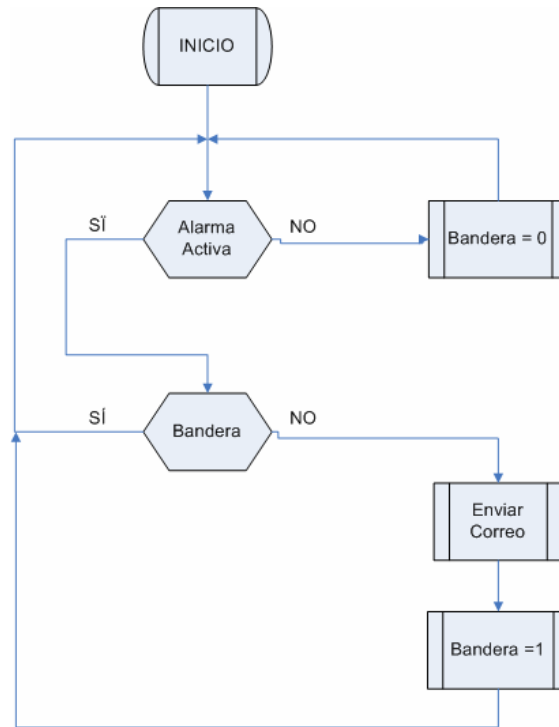 INICIO
SÏ
Alarma
Activa
NO
Bandera = 0
SÍ
Bandera
NO
Enviar
Correo
Bandera =1